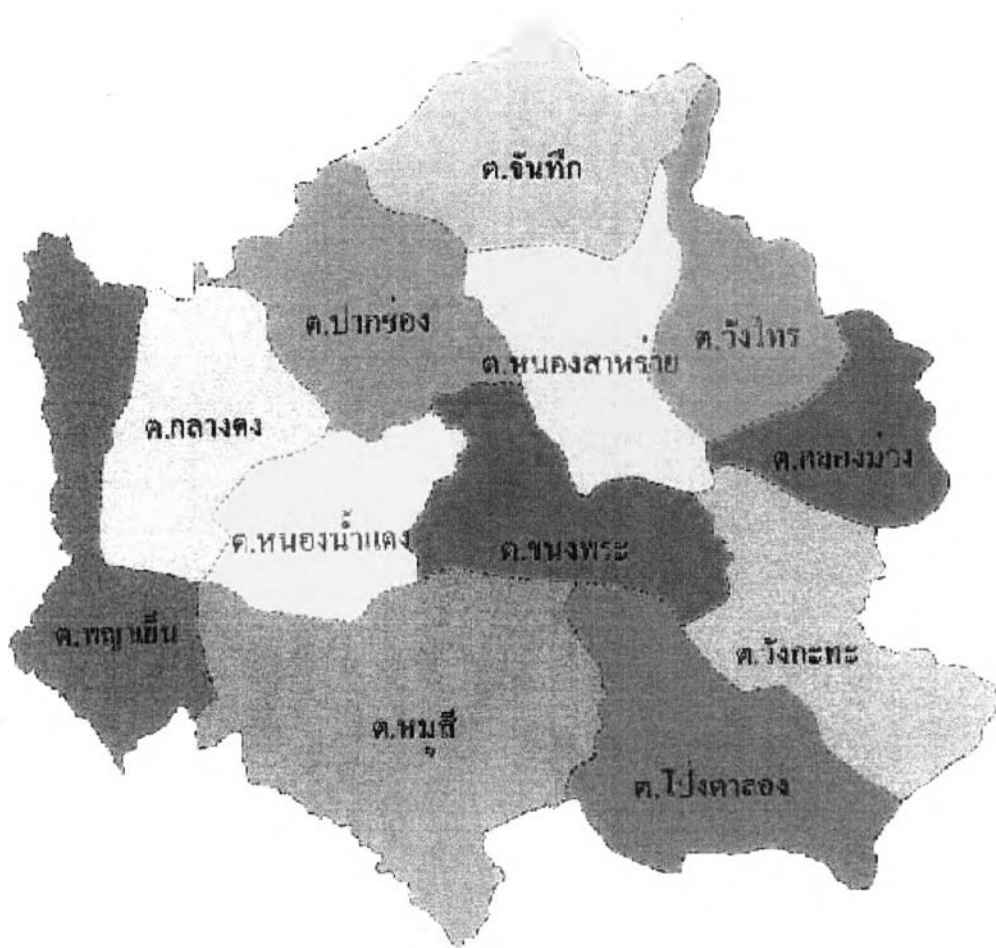 ต.จันทึก
ต.ปากช่อง
ต.หนองสาหร่าย
ต.วังไทร
ต.กลางดง
ต.คลองม่วง
ต.หนองน้ำแดง
ต.ขนงพระ
ต.พญาเย็น
ต.วังกะทะ
ต.หมูสี
ต.โป่งตาลอง